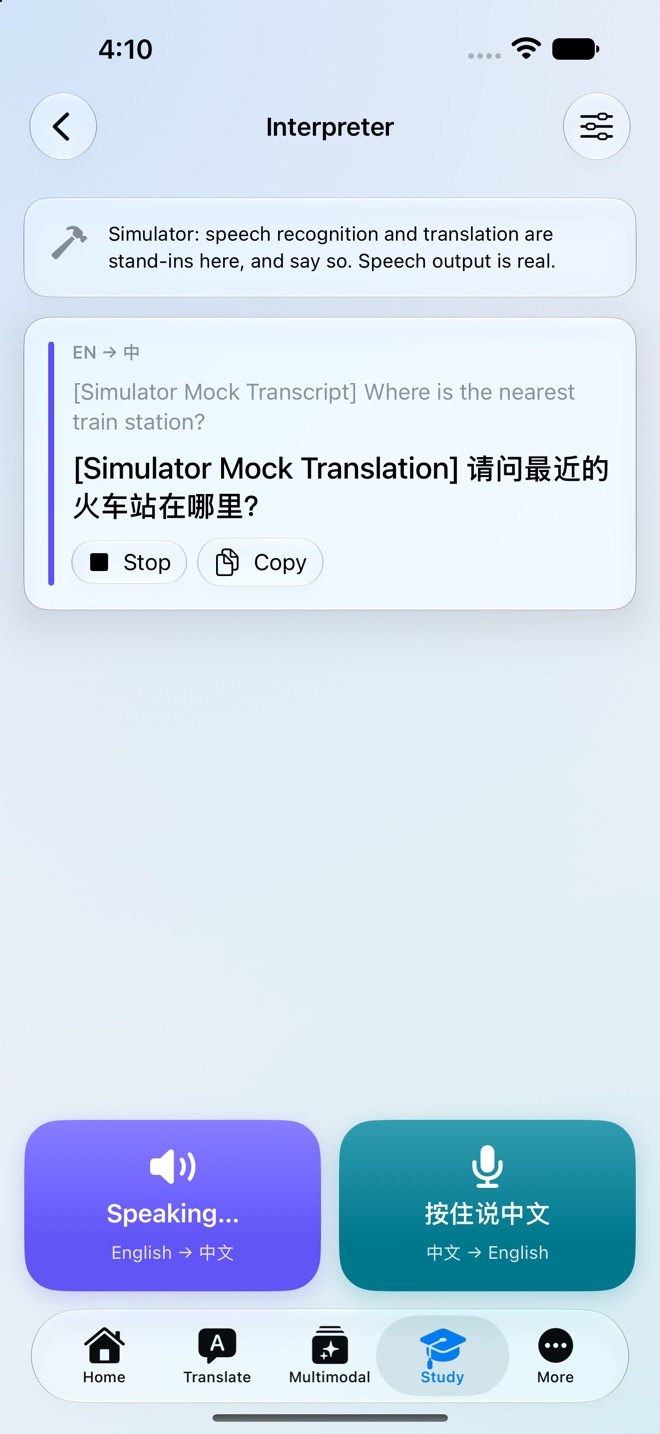 4:10
Interpreter
Simulator: speech recognition and translation are
stand-ins here, and say so. Speech output is real.
EN → 中
[Simulator Mock Transcript] Where is the nearest
train station?
[Simulator Mock Translation] 请问最近的
火车站在哪里?
Stop
Copy
Speaking...
English → 中文
按住说中文
中文 → English
Home
Translate
Multimodal
Study
More